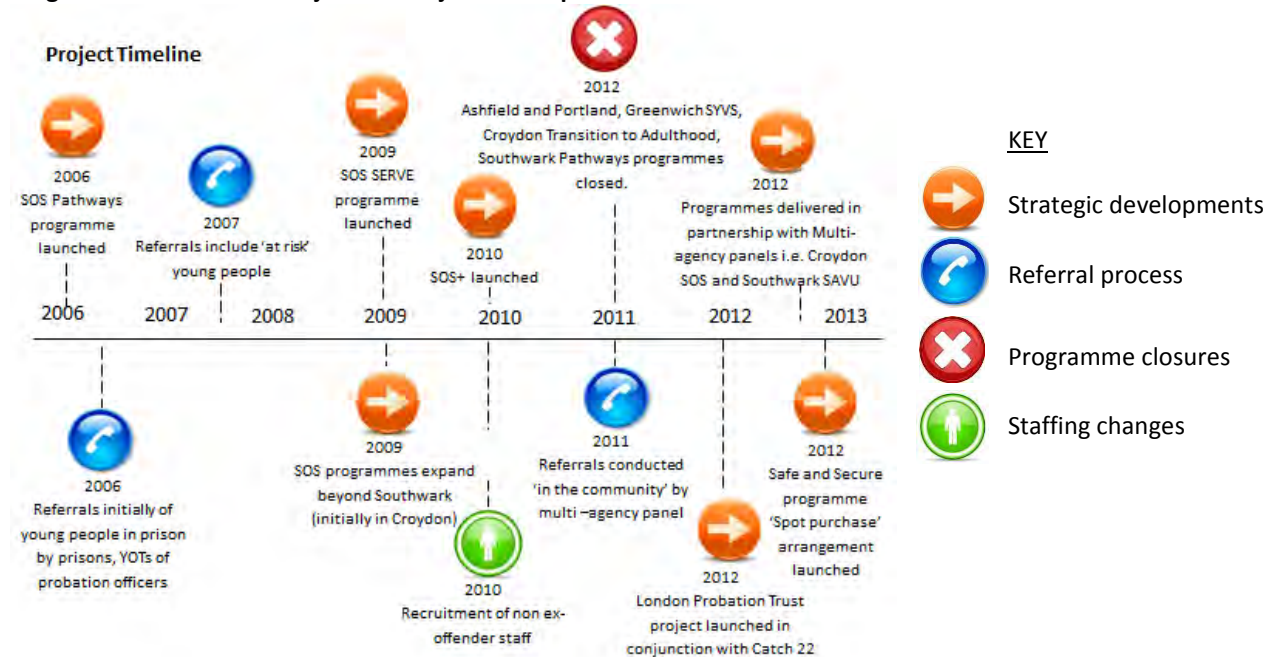 Project Timeline
2006
SOS Pathways
programme
launched
2007
Referrals include 'at risk'
young people
2009
SOS SERVE
programme
launched
2010
SOS+ launched
2012
Ashfield and Portland, Greenwich SYVS,
Croydon Transition to Adulthood,
Southwark Pathways programmes
closed.
2012
Programmes delivered in
partnership with Multi-
agency panels i.e. Croydon
SOS and Southwark SAVU
2006 2007 2008 2009 2010 2011 2012 2013
2006
Referrals initially of
young people in prison
by prisons, YOTs of
probation officers
2009
SOS programmes expand
beyond Southwark
(initially in Croydon)
2010
Recruitment of non ex-
offender staff
2011
Referrals conducted
'in the community' by
multi –agency panel
2012
London Probation Trust
project launched in
conjunction with Catch 22
2012
Safe and Secure
programme
'Spot purchase'
arrangement
launched
KEY
Strategic developments
Referral process
Programme closures
Staffing changes